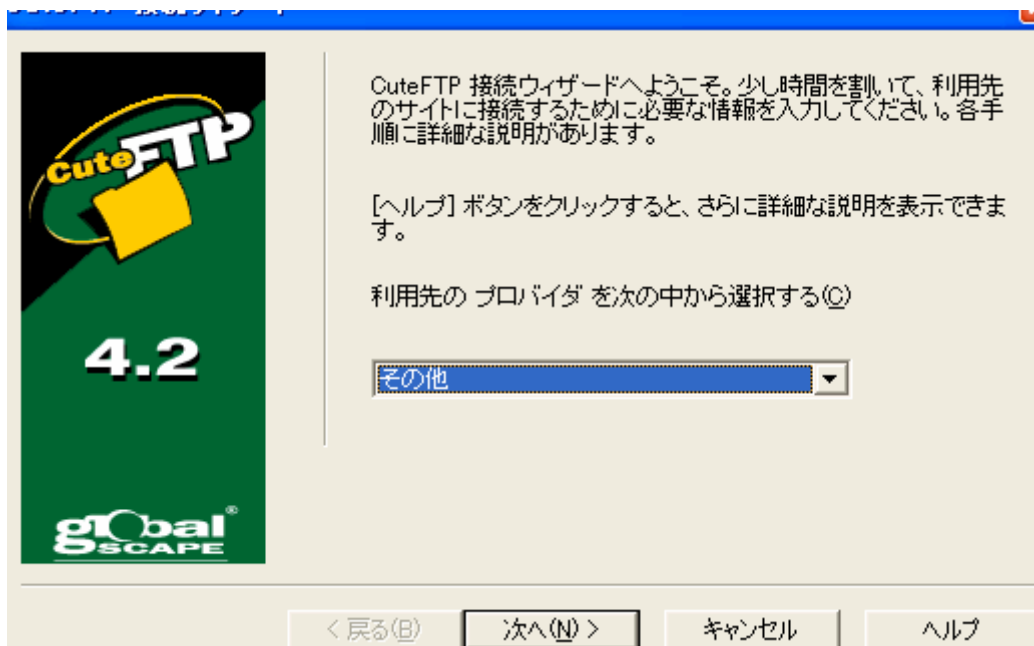 CuteFTP
4.2
globalSCAPE®
CuteFTP 接続ウィザードへようこそ。少し時間を割いて、利用先
のサイトに接続するために必要な情報を入力してください。各手
順に詳細な説明があります。
[ヘルプ] ボタンをクリックすると、さらに詳細な説明を表示できま
す。
利用先の プロバイダ を次の中から選択する(C)
その他
< 戻る(B)
次へ(N) >
キャンセル
ヘルプ